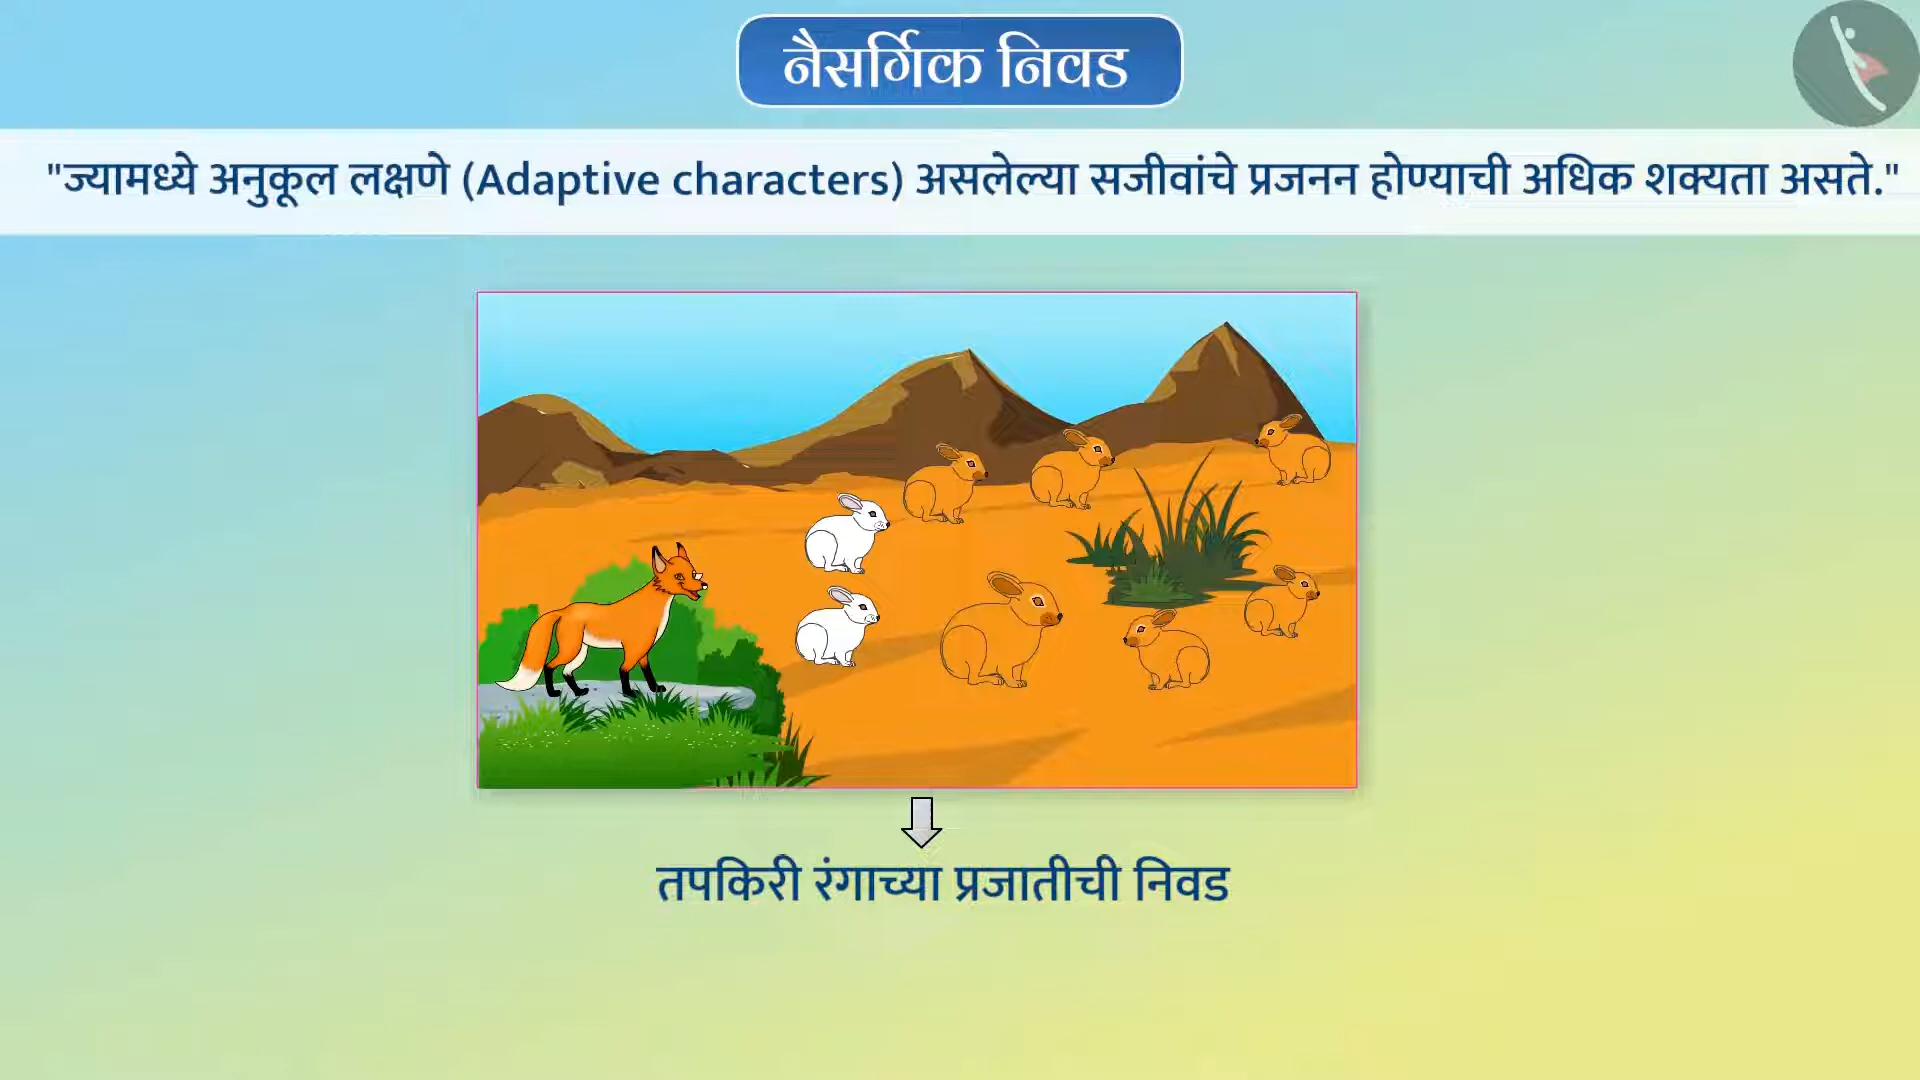 नैसर्गिक निवड
"ज्यामध्ये अनुकूल लक्षणे (Adaptive characters) असलेल्या सजीवांचे प्रजनन होण्याची अधिक शक्यता असते."
तपकिरी रंगाच्या प्रजातीची निवड